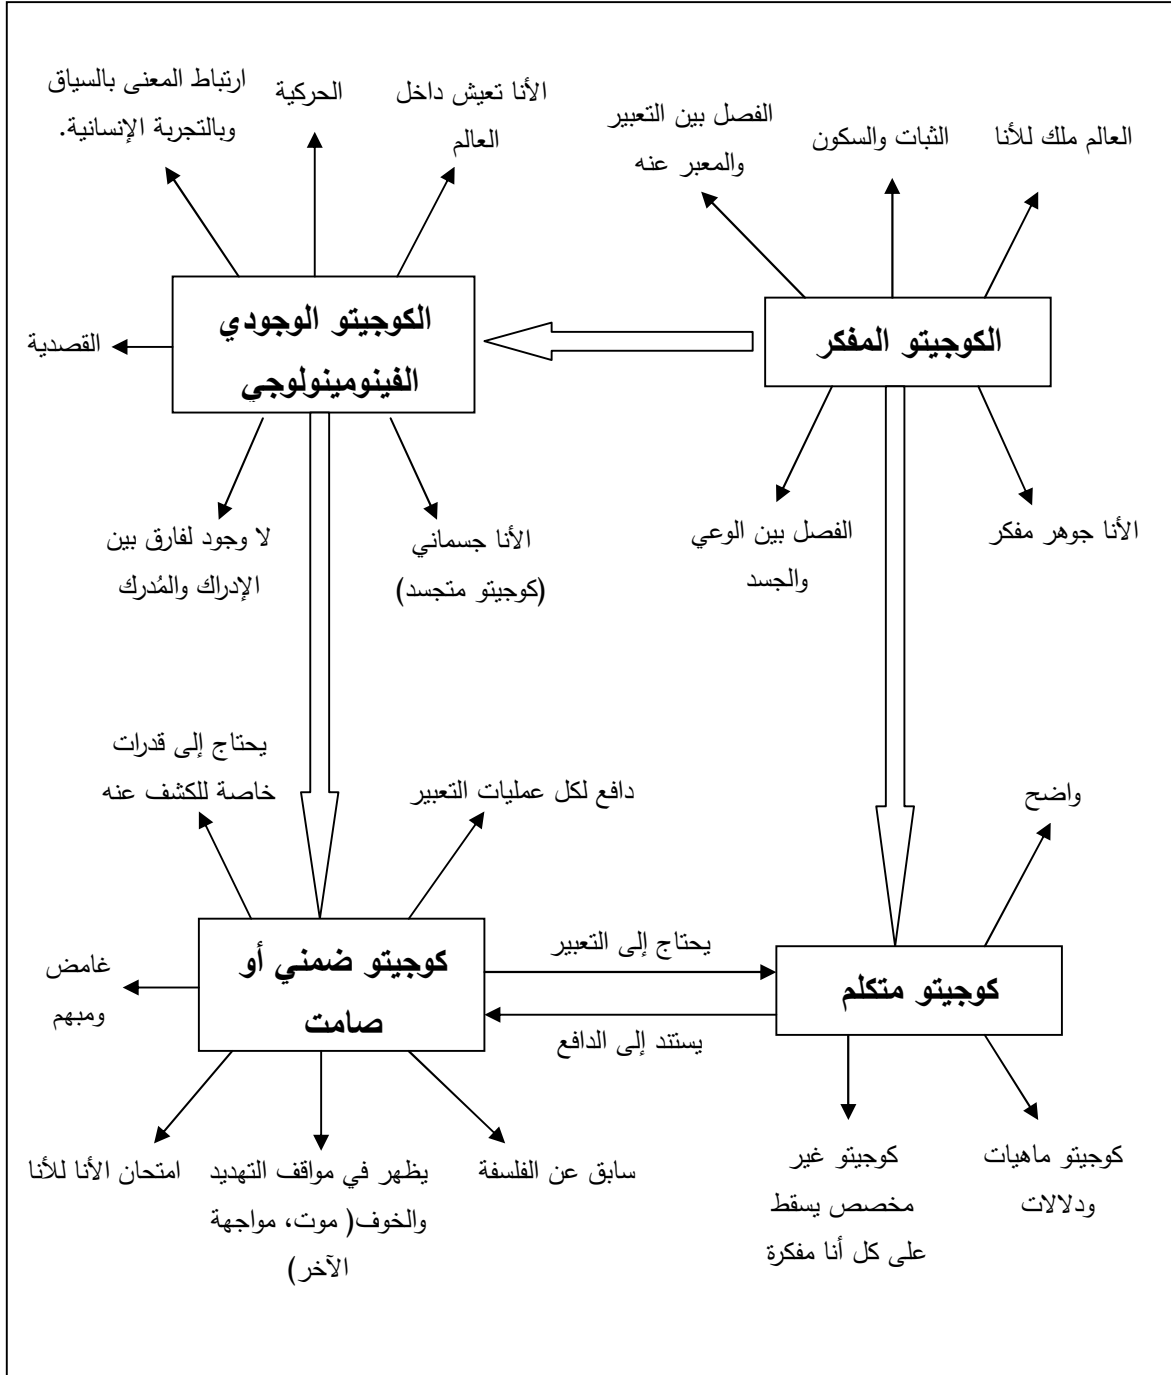 العالم ملك للأنا
الثبات والسكون
الفصل بين التعبير
والمعبر عنه
الأنا تعيش داخل
العالم
الحركية
ارتباط المعنى بالسياق
وبالتجربة الإنسانية.
الكوجيتو المفكر
الكوجيتو الوجودي
الفينومينولوجي
القصدية
الأنا جوهر مفكر
الفصل بين الوعي
والجسد
الأنا جسماني
(كوجيتو متجسد)
لا وجود لفارق بين
الإدراك والمُدرك
واضح
دافع لكل عمليات التعبير
يحتاج إلى قدرات
خاصة للكشف عنه
كوجيتو متكلم
يحتاج إلى التعبير
يستند إلى الدافع
كوجيتو ضمني أو
صامت
غامض
ومبهم
كوجيتو ماهيات
ودلالات
كوجيتو غير
مخصص يسقط
على كل أنا مفكرة
سابق عن الفلسفة
يظهر في مواقف التهديد
والخوف( موت، مواجهة
الآخر)
امتحان الأنا للأنا